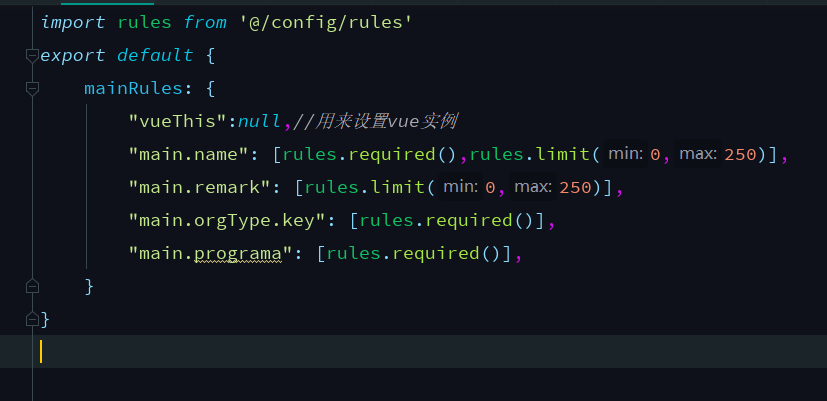 import rules from '@/config/rules'
export default {
mainRules: {
"vueThis":null,//用来设置vue实例
"main.name": [rules.required(),rules.limit( min: 0, max: 250)],
"main.remark": [rules.limit( min: 0, max: 250)],
"main.orgType.key": [rules.required()],
"main.programa": [rules.required()],
}
}